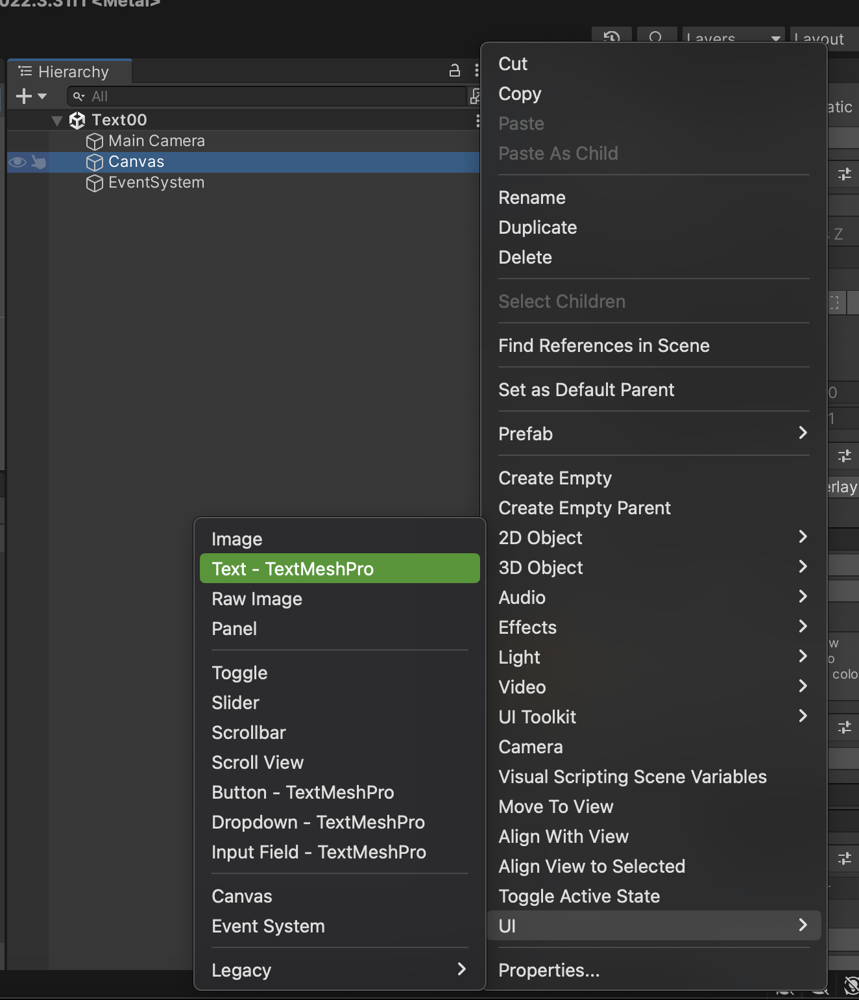 Layers
Layout
Hierarchy
All
Text00
Main Camera
Canvas
EventSystem
Cut
Copy
Paste
Paste As Child
Rename
Duplicate
Delete
Select Children
Find References in Scene
Set as Default Parent
Prefab
Create Empty
Create Empty Parent
2D Object
3D Object
Audio
Effects
Light
Video
UI Toolkit
Camera
Visual Scripting Scene Variables
Move To View
Align With View
Align View to Selected
Toggle Active State
UI
Properties...
Image
Text - TextMeshPro
Raw Image
Panel
Toggle
Slider
Scrollbar
Scroll View
Button - TextMeshPro
Dropdown - TextMeshPro
Input Field - TextMeshPro
Canvas
Event System
Legacy
atic
Z
0
1
erlay
w
o
colo